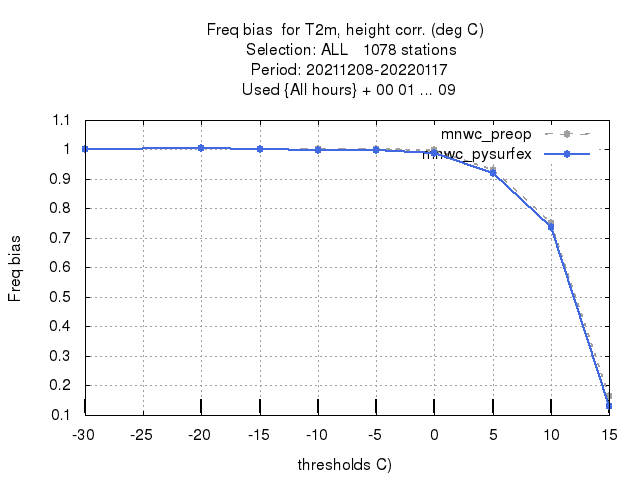 Freq bias  for T2m, height corr. (deg C)
Selection: ALL   1078 stations
Period: 20211208-20220117
Used {All hours} + 00 01 ... 09
mnwc_preop
mnwc_pysurfex
Freq bias
1.1
1
0.9
0.8
0.7
0.6
0.5
0.4
0.3
0.2
0.1
-30 -25 -20 -15 -10 -5 0 5 10 15
thresholds C)